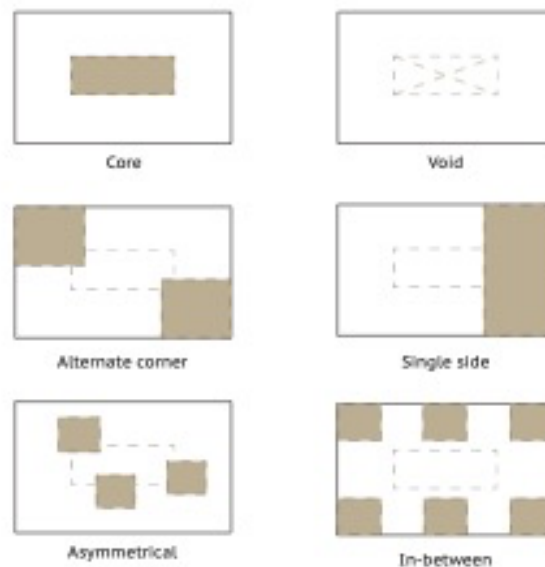 Core
Void
Alternate corner
Single side
Asymmetrical
In-between